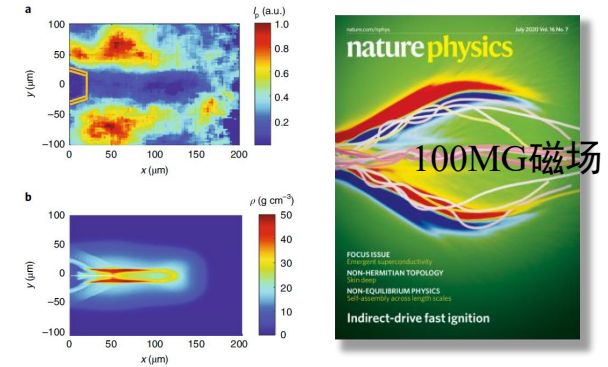 a
I_p (a.u.)
100
50
0
−50
−100
y (μm)
0
50
100
150
200
x (μm)
1.0
0.8
0.6
0.4
0.2
b
ρ (g cm⁻³)
100
50
0
−50
−100
y (μm)
0
50
100
150
200
x (μm)
50
40
30
20
10
0
nature.com/nphys
July 2020 Vol. 16 No. 7
nature physics
100MG磁场
FOCUS ISSUE
Emergent superconductivity
NON-HERMITIAN TOPOLOGY
Skin deep
NON-EQUILIBRIUM PHYSICS
Self-assembly across length scales
Indirect-drive fast ignition